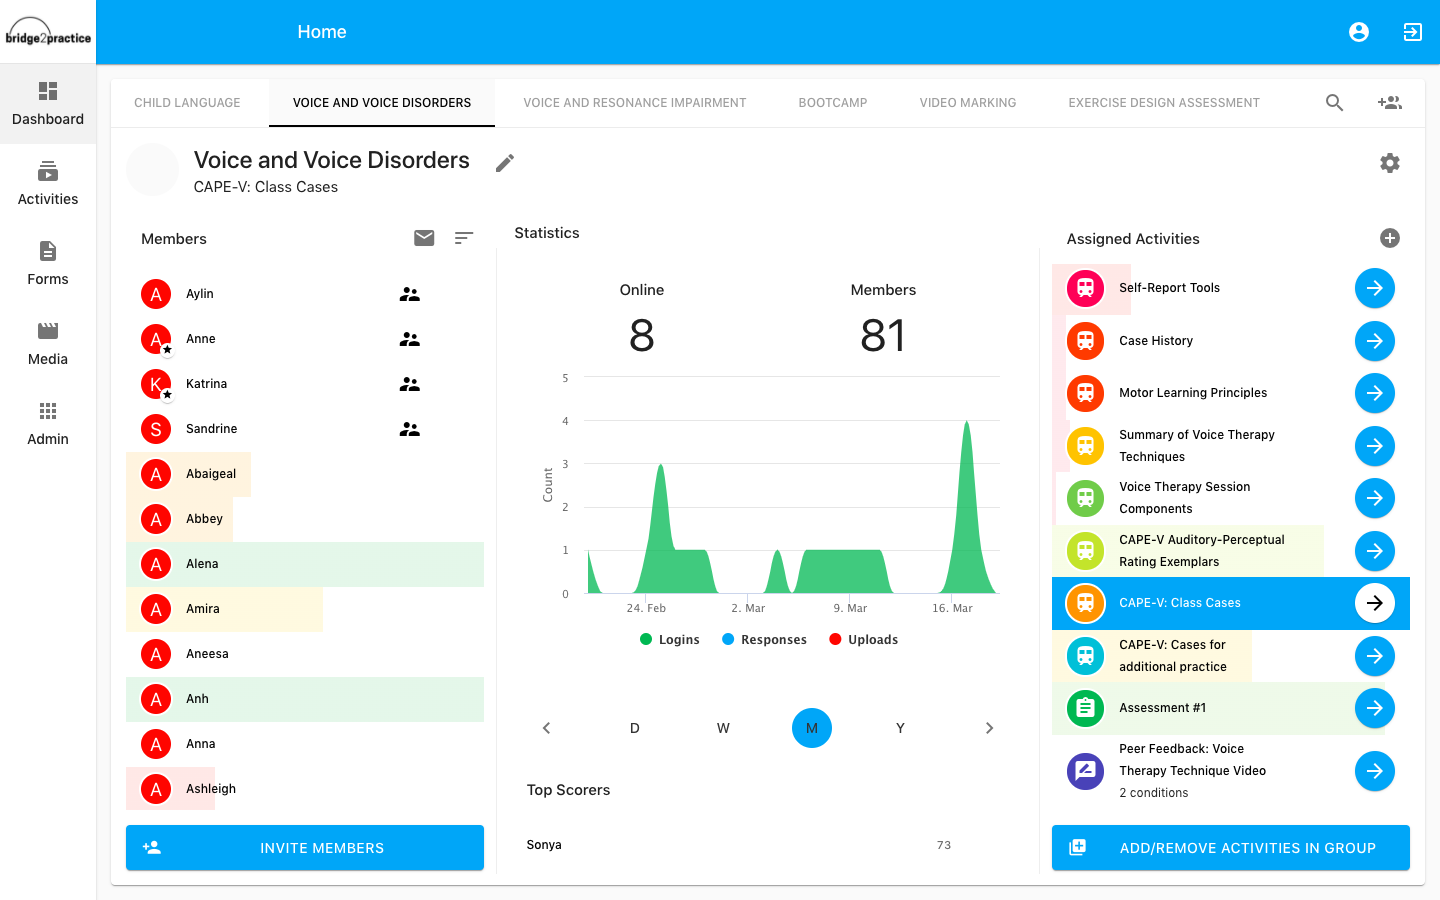 bridge2practice
Home
Dashboard
Activities
Forms
Media
Admin
CHILD LANGUAGE
VOICE AND VOICE DISORDERS
VOICE AND RESONANCE IMPAIRMENT
BOOTCAMP
VIDEO MARKING
EXERCISE DESIGN ASSESSMENT
Voice and Voice Disorders
CAPE-V: Class Cases
Members
A Aylin
A Anne
K Katrina
S Sandrine
A Abaigeal
A Abbey
A Alena
A Amira
A Aneesa
A Anh
A Anna
A Ashleigh
INVITE MEMBERS
Statistics
Online
8
Members
81
Count
5
4
3
2
1
0
24. Feb
2. Mar
9. Mar
16. Mar
Logins
Responses
Uploads
D
W
M
Y
Top Scorers
Sonya
73
Assigned Activities
Self-Report Tools
Case History
Motor Learning Principles
Summary of Voice Therapy
Techniques
Voice Therapy Session
Components
CAPE-V Auditory-Perceptual
Rating Exemplars
CAPE-V: Class Cases
CAPE-V: Cases for
additional practice
Assessment #1
Peer Feedback: Voice
Therapy Technique Video
2 conditions
ADD/REMOVE ACTIVITIES IN GROUP